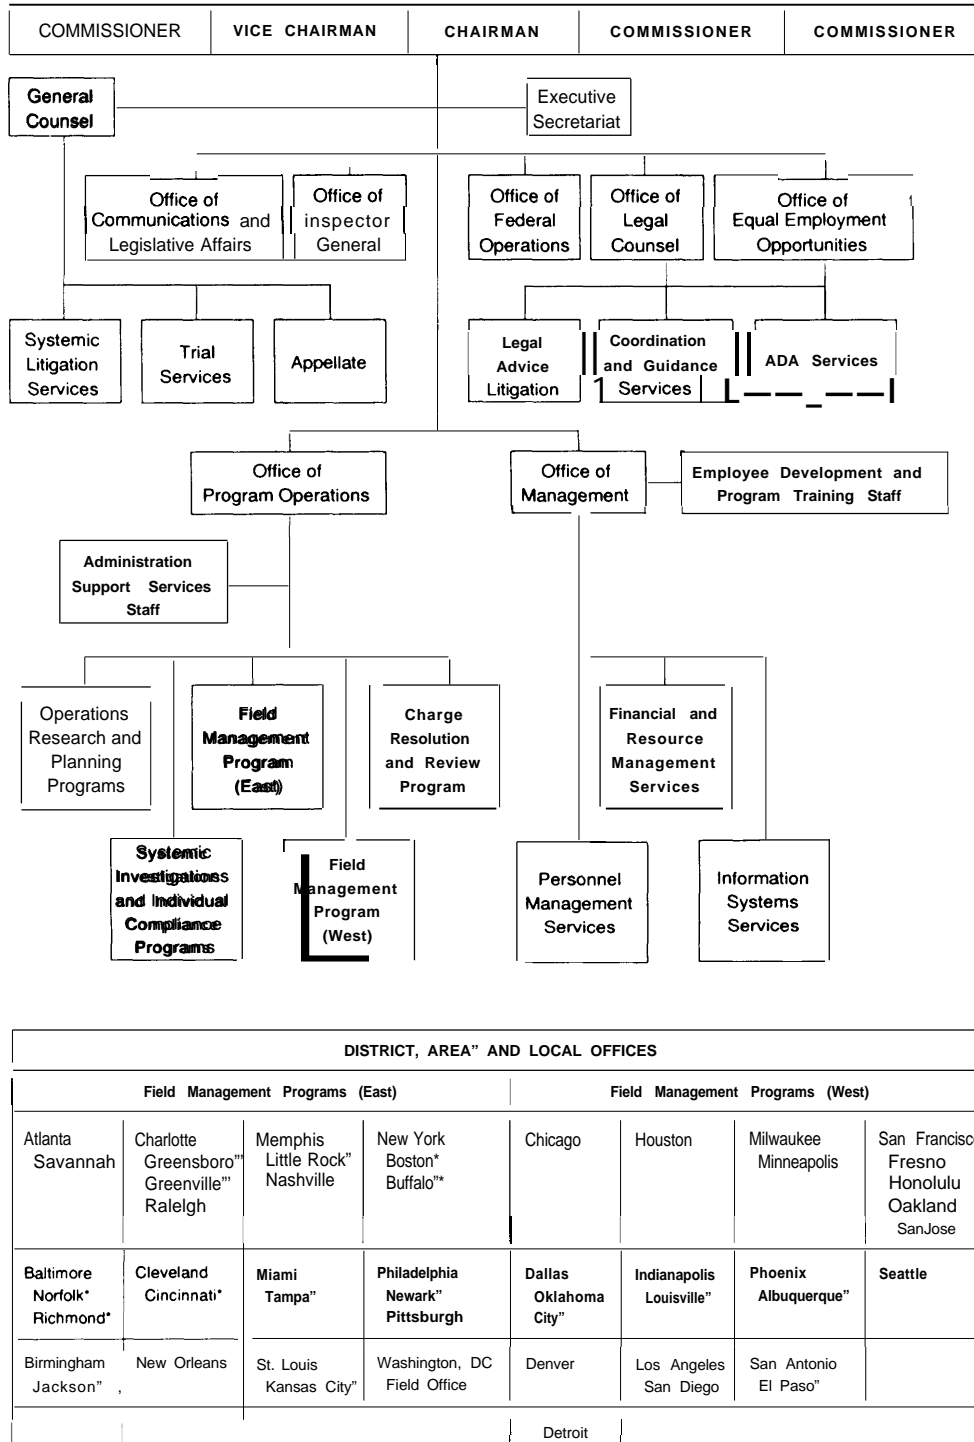 COMMISSIONER VICE CHAIRMAN CHAIRMAN COMMISSIONER COMMISSIONER
General
Counsel
Executive
Secretariat
Office of
Communications and
Legislative Affairs
Office of
inspector
General
Office of
Federal
Operations
Office of
Legal
Counsel
Office of
Equal Employment
Opportunities
Systemic
Litigation
Services
Trial
Services
Appellate
Legal
Advice
Litigation
Coordination
and Guidance
Services
ADA Services
Office of
Program Operations
Office of
Management
Employee Development and
Program Training Staff
Administration
Support Services
Staff
Operations
Research and
Planning
Programs
Field
Management
Program
(East)
Charge
Resolution
and Review
Program
Financial and
Resource
Management
Services
Systemic
Investigations
and Individual
Compliance
Programs
Field
Management
Program
(West)
Personnel
Management
Services
Information
Systems
Services
DISTRICT, AREA” AND LOCAL OFFICES
Field Management Programs (East)
Field Management Programs (West)
Atlanta
Savannah
Charlotte
Greensboro”’
Greenville”’
Ralelgh
Memphis
Little Rock”
Nashville
New York
Boston*
Buffalo”*
Chicago
Houston
Milwaukee
Minneapolis
San Francisc
Fresno
Honolulu
Oakland
SanJose
Baltimore
Norfolk*
Richmond*
Cleveland
Cincinnati*
Miami
Tampa”
Philadelphia
Newark”
Pittsburgh
Dallas
Oklahoma
City”
Indianapolis
Louisville”
Phoenix
Albuquerque”
Seattle
Birmingham
Jackson” ,
New Orleans
St. Louis
Kansas City”
Washington, DC
Field Office
Denver
Los Angeles
San Diego
San Antonio
El Paso”
Detroit